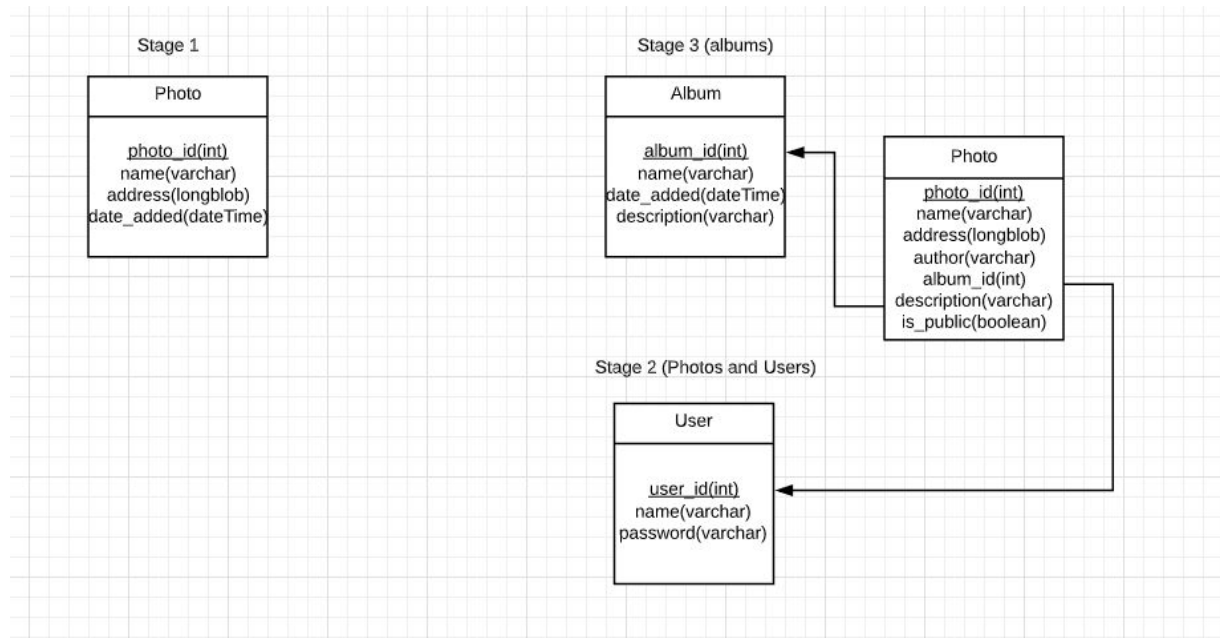 Stage 1
Photo
photo_id(int)
name(varchar)
address(longblob)
date_added(dateTime)
Stage 3 (albums)
Album
album_id(int)
name(varchar)
date_added(dateTime)
description(varchar)
Photo
photo_id(int)
name(varchar)
address(longblob)
author(varchar)
album_id(int)
description(varchar)
is_public(boolean)
Stage 2 (Photos and Users)
User
user_id(int)
name(varchar)
password(varchar)